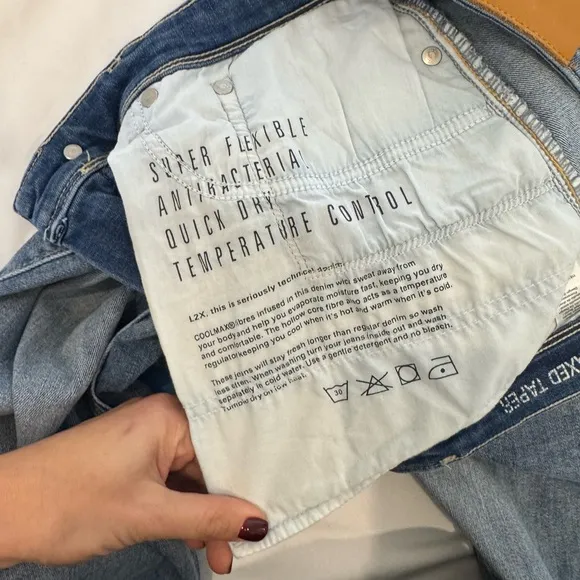 SUPER FLEXIBLE
ANTIBACTERIAL
QUICK DRY
TEMPERATURE CONTROL
L2X. this is seriously technical denim
COOLMAX® ibres infused in this denim wick sweat away from
your body and help you evaporate moisture fast, keeping you dry
and comfortable. The hollow core fibre and acts as a temperature
regulator keeping you cool when it's hot and warm when it's cold.
These jeins will stay fresh longer than regular denim so wash
less often. When washing turn your jeans inside out and wash
sepalately in cold water. Use a gentle detergent and no bleach.
Tumble dry on low heat.
30
XED TAPER